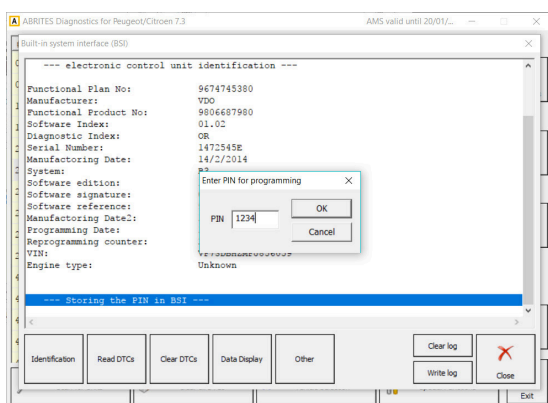 ABRITES Diagnostics for Peugeot/Citroen 7.3
AMS valid until 20/01/...
Built-in system interface (BSI)
--- electronic control unit identification ---
Functional Plan No: 9674745380
Manufacturer: VDO
Functional Product No: 9806687980
Software Index: 01.02
Diagnostic Index: OR
Serial Number: 1472545E
Manufactoring Date: 14/2/2014
System:
Software edition:
Software signature:
Software reference:
Manufactoring Date2:
Programming Date:
Reprogramming counter:
VIN:
Engine type: Unknown
Enter PIN for programming
PIN 1234
OK
Cancel
--- Storing the PIN in BSI ---
Identification
Read DTCs
Clear DTCs
Data Display
Other
Clear log
Write log
Close
Exit